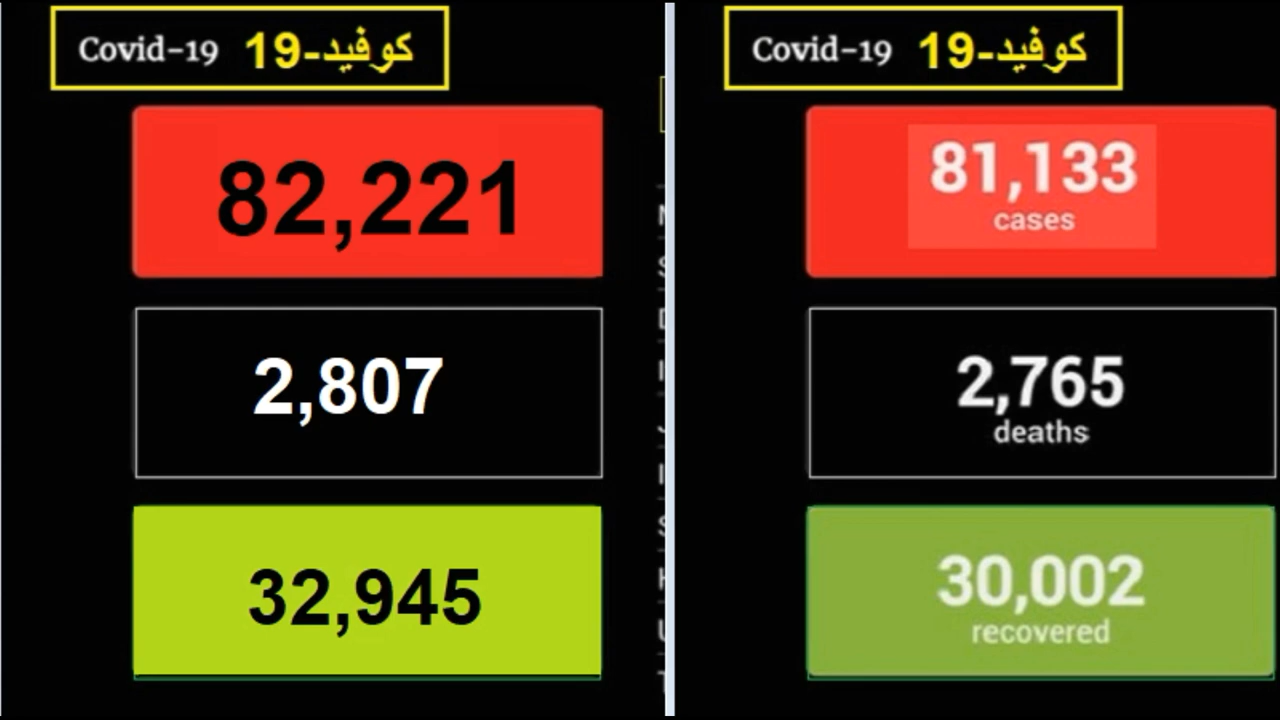 Covid-19 كوفيد-19
82,221
2,807
32,945
Covid-19 كوفيد-19
81,133
cases
2,765
deaths
30,002
recovered